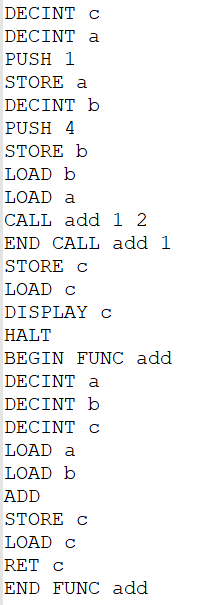 DECINT c
DECINT a
PUSH 1
STORE a
DECINT b
PUSH 4
STORE b
LOAD b
LOAD a
CALL add 1 2
END CALL add 1
STORE c
LOAD c
DISPLAY c
HALT
BEGIN FUNC add
DECINT a
DECINT b
DECINT c
LOAD a
LOAD b
ADD
STORE c
LOAD c
RET c
END FUNC add